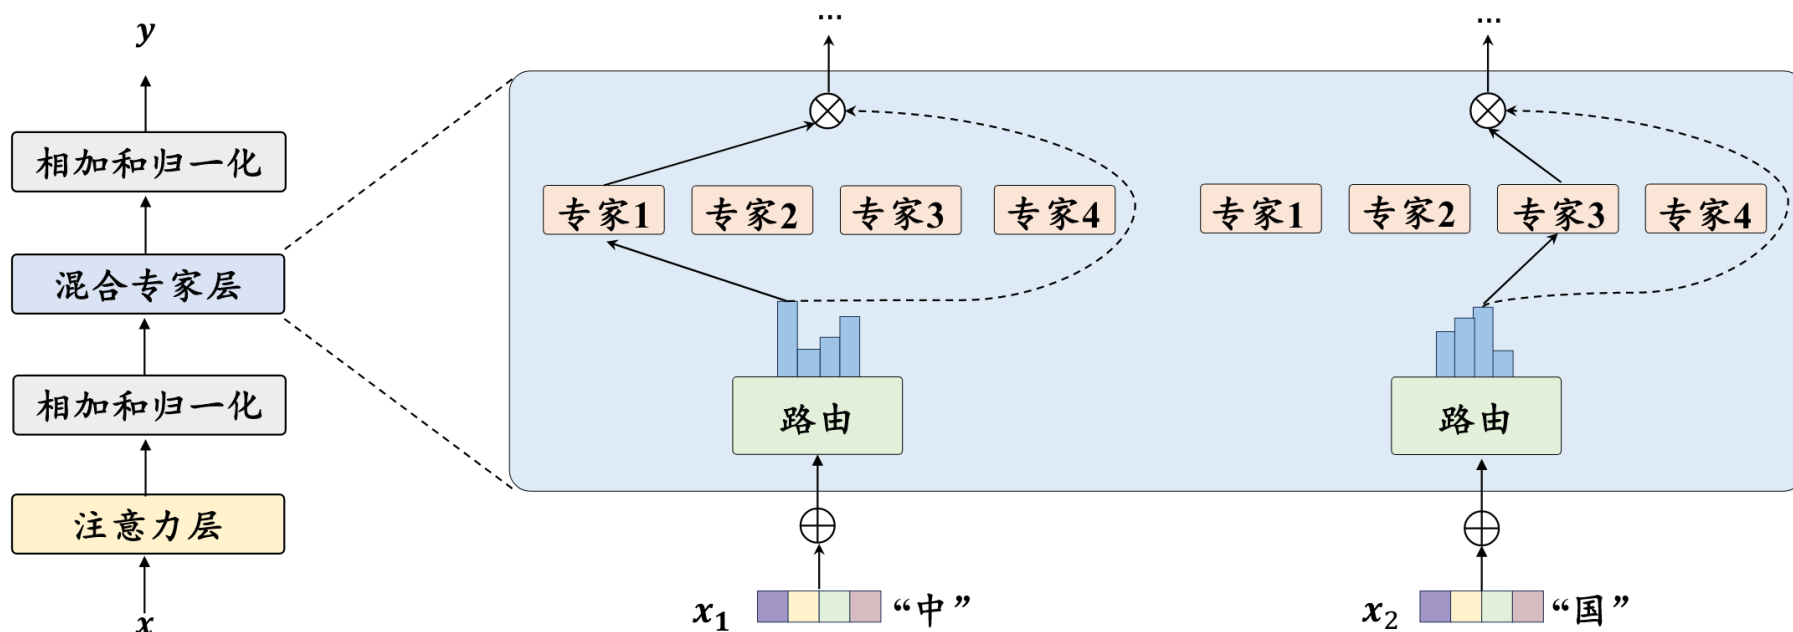 y
相加和归一化
混合专家层
相加和归一化
注意力层
x
...
专家1 专家2 专家3 专家4
路由
x₁ “中”
...
专家1 专家2 专家3 专家4
路由
x₂ “国”